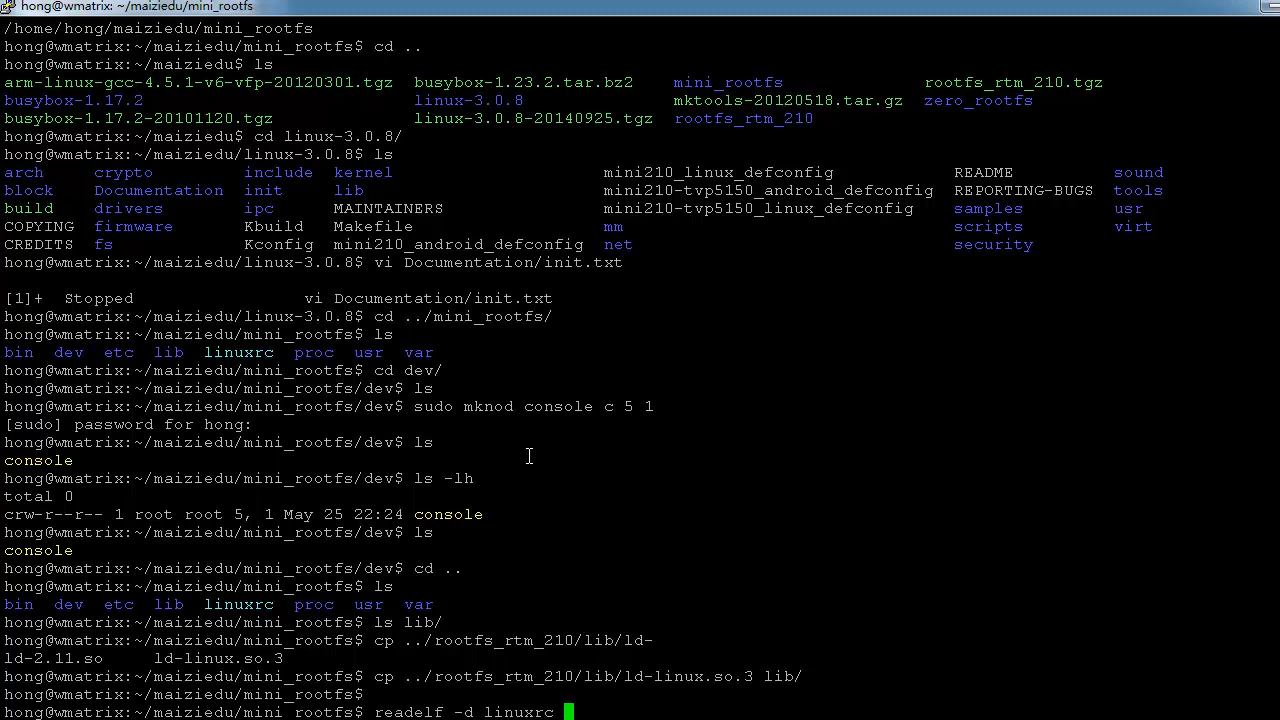 hong@wmatrix: ~/maiziedu/mini_rootfs
/home/hong/maiziedu/mini_rootfs
hong@wmatrix:~/maiziedu/mini_rootfs$ cd ..
hong@wmatrix:~/maiziedu$ ls
arm-linux-gcc-4.5.1-v6-vfp-20120301.tgz  busybox-1.23.2.tar.bz2    mini_rootfs               rootfs_rtm_210.tgz
busybox-1.17.2                           linux-3.0.8               mktools-20120518.tar.gz  zero_rootfs
busybox-1.17.2-20101120.tgz              linux-3.0.8-20140925.tgz  rootfs_rtm_210
hong@wmatrix:~/maiziedu$ cd linux-3.0.8/
hong@wmatrix:~/maiziedu/linux-3.0.8$ ls
arch     crypto         include      kernel                      mini210_linux_defconfig            README          sound
block    Documentation  init         lib                         mini210-tvp5150_android_defconfig  REPORTING-BUGS  tools
build    drivers        ipc          MAINTAINERS                 mini210-tvp5150_linux_defconfig    samples         usr
COPYING  firmware       Kbuild       Makefile                    mm                                 scripts         virt
CREDITS  fs             Kconfig      mini210_android_defconfig   net                                security
hong@wmatrix:~/maiziedu/linux-3.0.8$ vi Documentation/init.txt
[1]+  Stopped                 vi Documentation/init.txt
hong@wmatrix:~/maiziedu/linux-3.0.8$ cd ../mini_rootfs/
hong@wmatrix:~/maiziedu/mini_rootfs$ ls
bin  dev  etc  lib  linuxrc  proc  usr  var
hong@wmatrix:~/maiziedu/mini_rootfs$ cd dev/
hong@wmatrix:~/maiziedu/mini_rootfs/dev$ ls
hong@wmatrix:~/maiziedu/mini_rootfs/dev$ sudo mknod console c 5 1
[sudo] password for hong:
hong@wmatrix:~/maiziedu/mini_rootfs/dev$ ls
console
hong@wmatrix:~/maiziedu/mini_rootfs/dev$ ls -lh
total 0
crw-r--r-- 1 root root 5, 1 May 25 22:24 console
hong@wmatrix:~/maiziedu/mini_rootfs/dev$ ls
console
hong@wmatrix:~/maiziedu/mini_rootfs/dev$ cd ..
hong@wmatrix:~/maiziedu/mini_rootfs$ ls
bin  dev  etc  lib  linuxrc  proc  usr  var
hong@wmatrix:~/maiziedu/mini_rootfs$ ls lib/
hong@wmatrix:~/maiziedu/mini_rootfs$ cp ../rootfs_rtm_210/lib/ld-
ld-2.11.so     ld-linux.so.3
hong@wmatrix:~/maiziedu/mini_rootfs$ cp ../rootfs_rtm_210/lib/ld-linux.so.3 lib/
hong@wmatrix:~/maiziedu/mini_rootfs$
hong@wmatrix:~/maiziedu/mini_rootfs$ readelf -d linuxrc